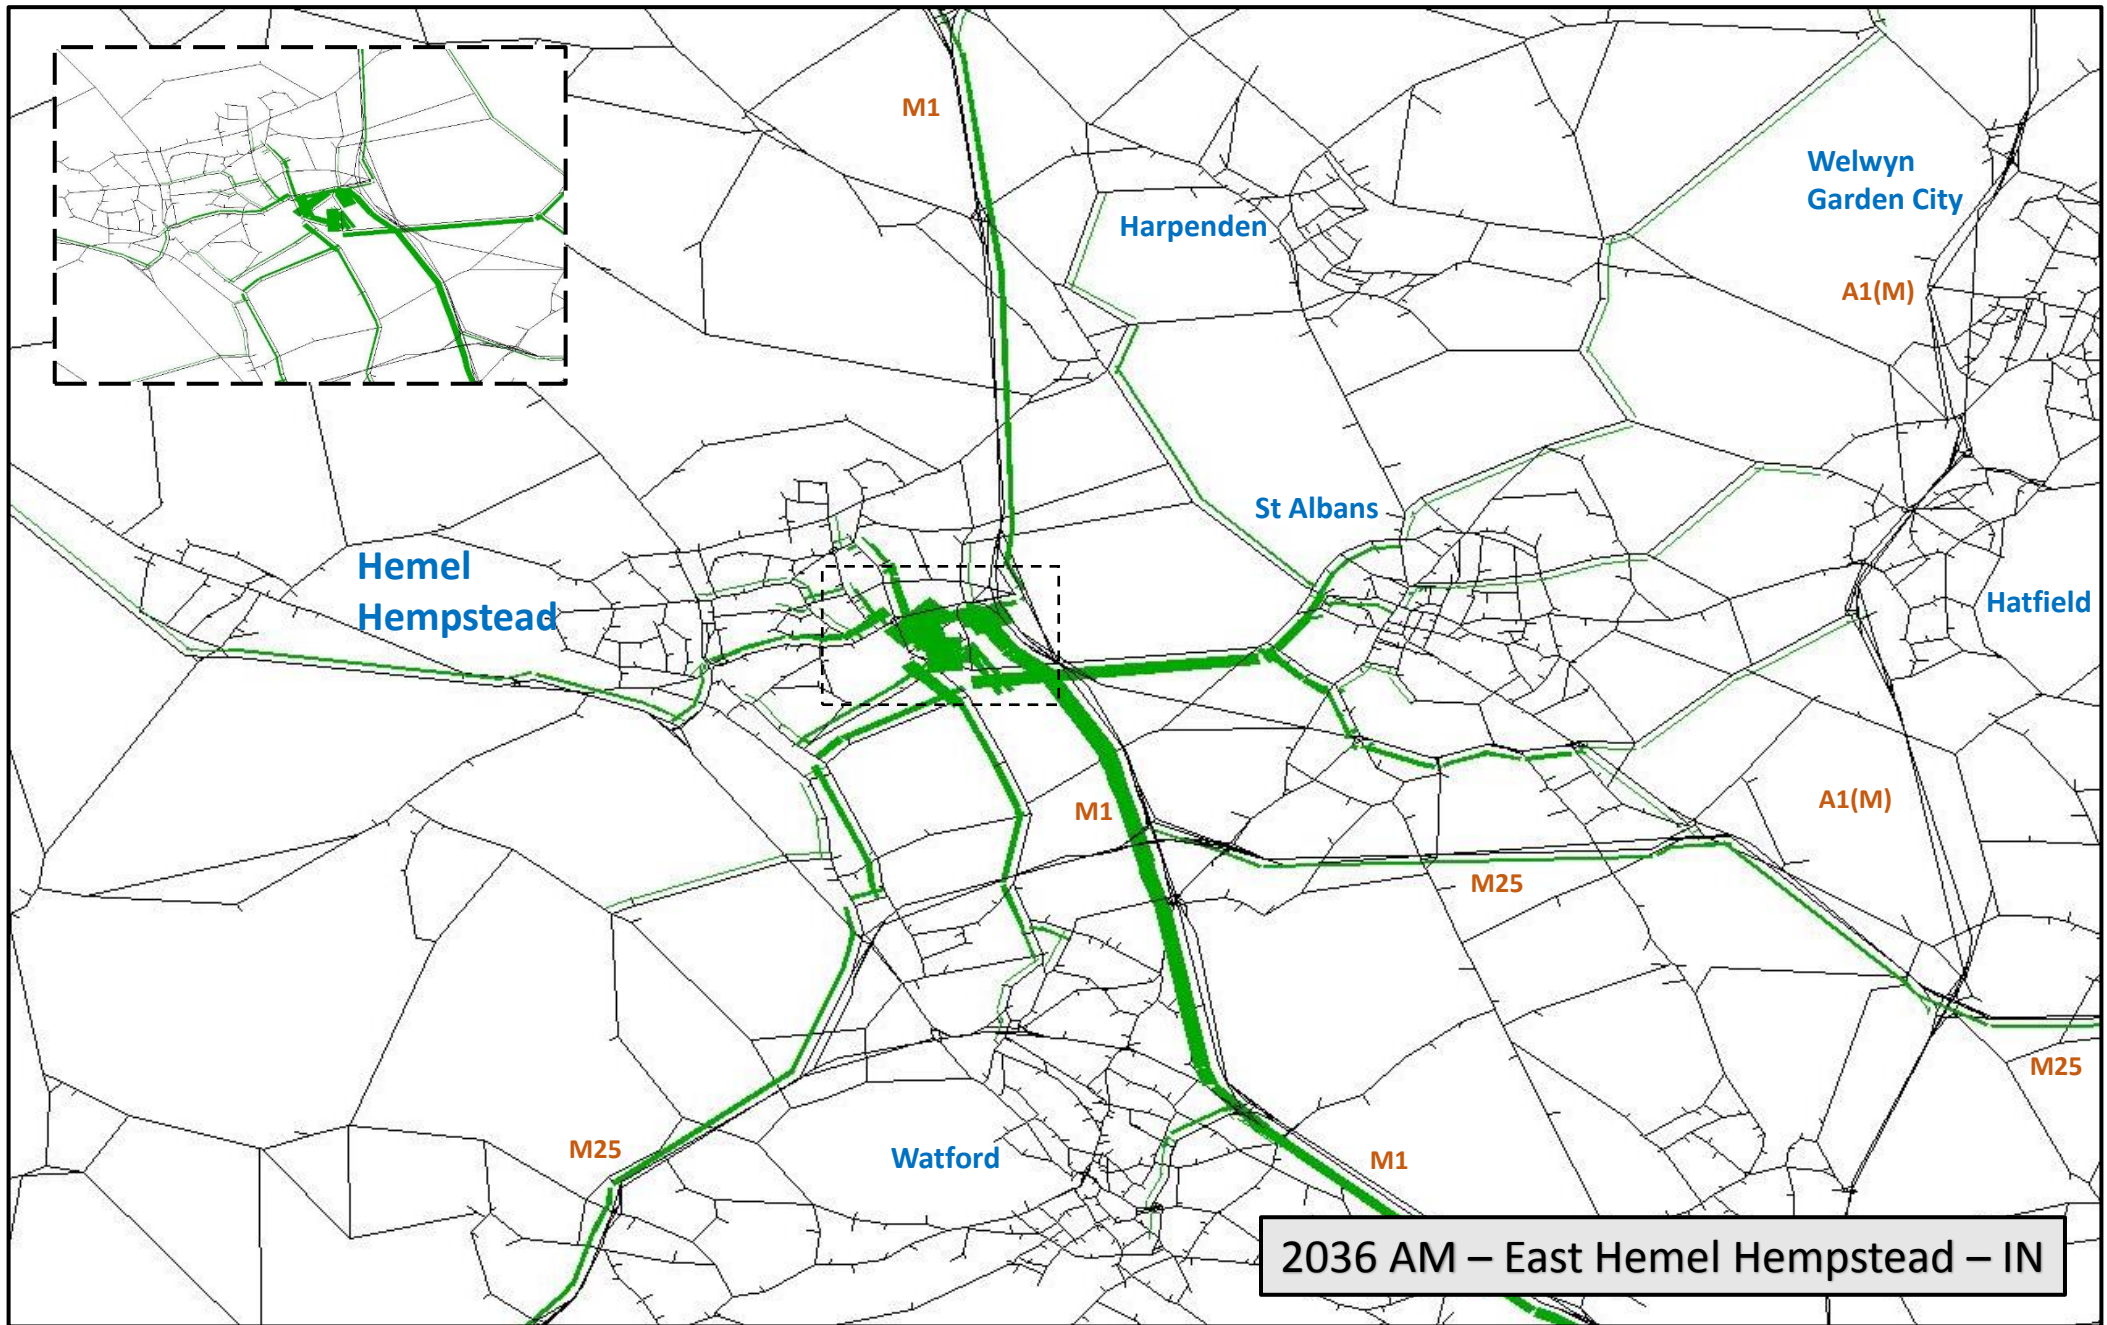 M1
Welwyn
Garden City
Harpenden
A1(M)
St Albans
Hemel
Hempstead
Hatfield
M1
A1(M)
M25
M25
M25
Watford
M1
2036 AM – East Hemel Hempstead – IN